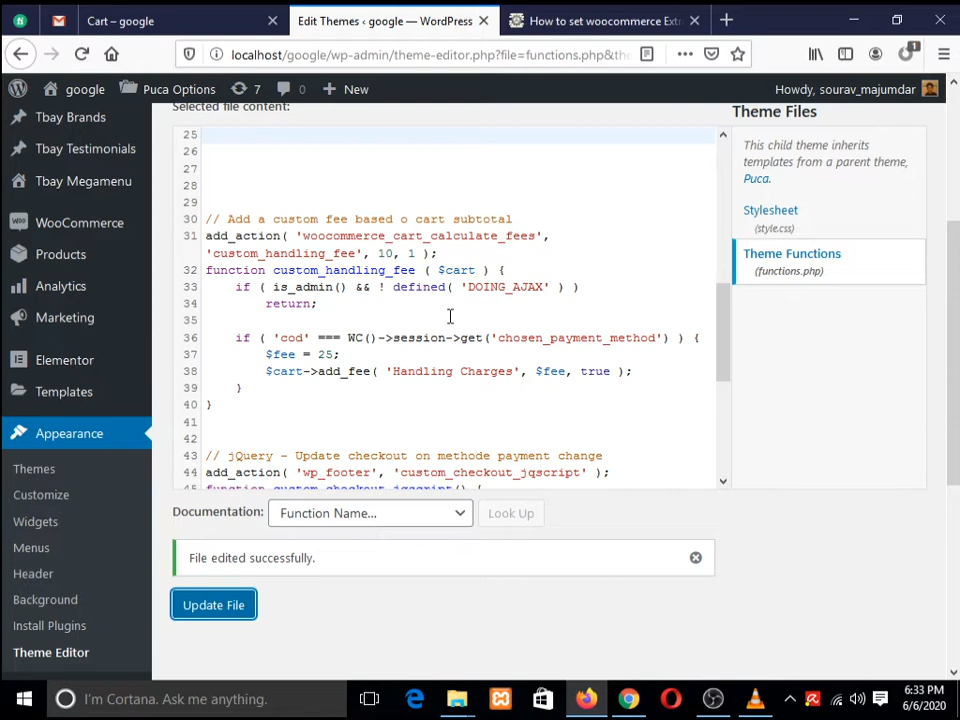 Cart – google
Edit Themes ‹ google — WordPress
How to set woocommerce Ext
localhost/google/wp-admin/theme-editor.php?file=functions.php&th
1
google
Puca Options
7
0
New
Howdy, sourav_majumdar
Tbay Brands
Tbay Testimonials
Tbay Megamenu
WooCommerce
Products
Analytics
Marketing
Elementor
Templates
Appearance
Themes
Customize
Widgets
Menus
Header
Background
Install Plugins
Theme Editor
Selected file content:
25
26
27
28
29
30 // Add a custom fee based o cart subtotal
31 add_action( 'woocommerce_cart_calculate_fees',
'custom_handling_fee', 10, 1 );
32 function custom_handling_fee ( $cart ) {
33 if ( is_admin() && ! defined( 'DOING_AJAX' ) )
34 return;
35
36 if ( 'cod' === WC()->session->get('chosen_payment_method') ) {
37 $fee = 25;
38 $cart->add_fee( 'Handling Charges', $fee, true );
39 }
40 }
41
42
43 // jQuery - Update checkout on methode payment change
44 add_action( 'wp_footer', 'custom_checkout_jqscript' );
45 function custom_checkout_jqscript() {
Documentation:
Function Name...
Look Up
File edited successfully.
Update File
Theme Files
This child theme inherits
templates from a parent theme,
Puca.
Stylesheet
(style.css)
Theme Functions
(functions.php)
I'm Cortana. Ask me anything.
6:33 PM
6/6/2020